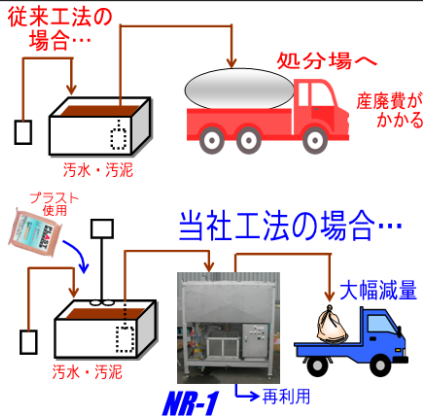 従来工法の
場合…
処分場へ
産廃費が
かかる
汚水・汚泥
プラスト
使用
当社工法の場合…
大幅減量
汚水・汚泥
NR-1
再利用